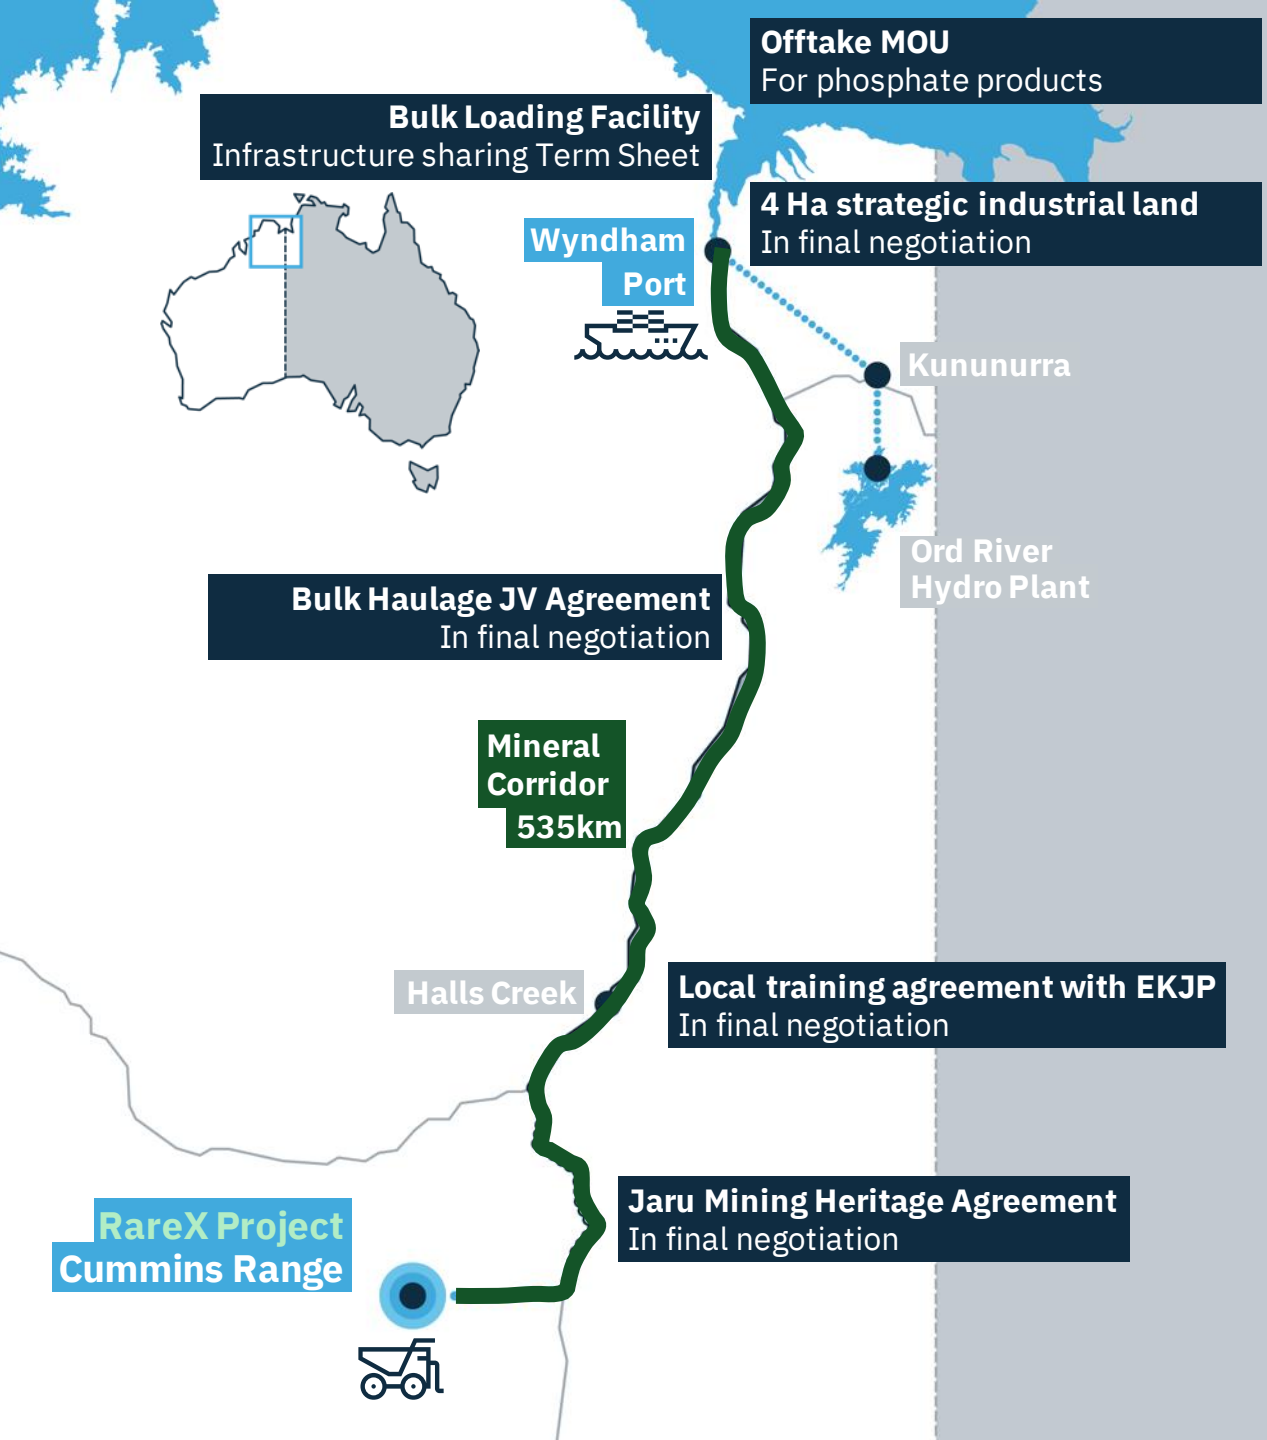 Offtake MOU
For phosphate products
Bulk Loading Facility
Infrastructure sharing Term Sheet
4 Ha strategic industrial land
In final negotiation
Wyndham
Port
Kununurra
Ord River
Hydro Plant
Bulk Haulage JV Agreement
In final negotiation
Mineral
Corridor
535km
Halls Creek
Local training agreement with EKJP
In final negotiation
Jaru Mining Heritage Agreement
In final negotiation
RareX Project
Cummins Range